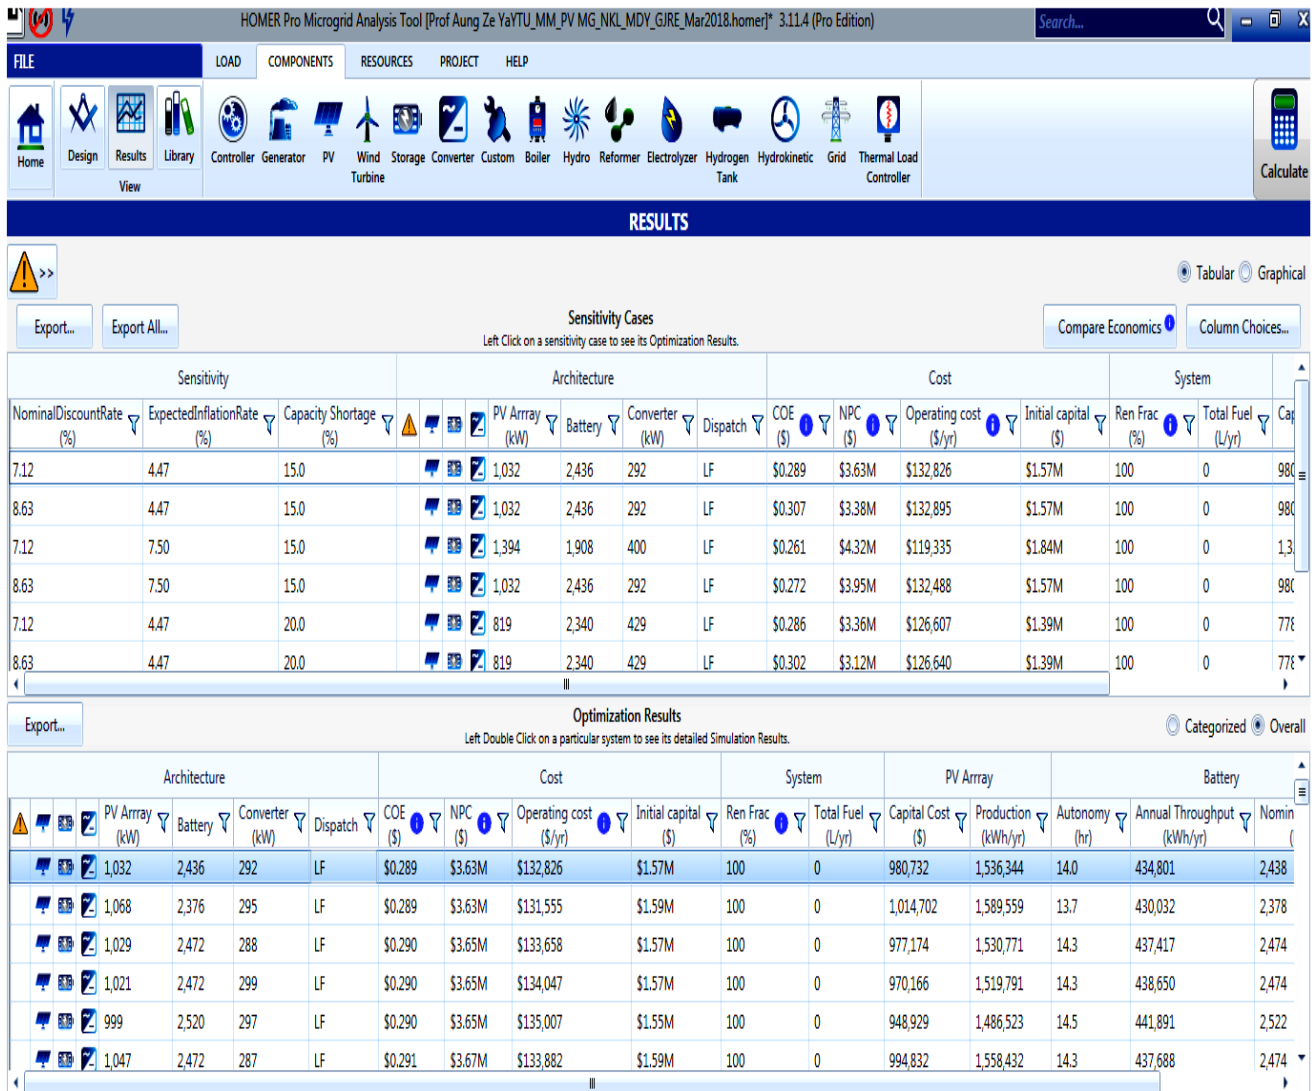 HOMER Pro Microgrid Analysis Tool [Prof Aung Ze YaYTU_MM_PV MG_NKL_MDY_GJRE_Mar2018.homer]* 3.11.4 (Pro Edition) Search...
FILE LOAD COMPONENTS RESOURCES PROJECT HELP
Home Design Results Library Controller Generator PV Wind Turbine Storage Converter Custom Boiler Hydro Reformer Electrolyzer Hydrogen Tank Hydrokinetic Grid Thermal Load Controller Calculate
View
RESULTS
>> Tabular Graphical
Export... Export All... Sensitivity Cases Compare Economics Column Choices...
Left Click on a sensitivity case to see its Optimization Results.
Sensitivity Architecture Cost System
NominalDiscountRate (%) ExpectedInflationRate (%) Capacity Shortage (%) PV Arrray (kW) Battery Converter (kW) Dispatch COE ($) NPC ($) Operating cost ($/yr) Initial capital ($) Ren Frac (%) Total Fuel (L/yr) Cap
7.12 4.47 15.0 1,032 2,436 292 LF $0.289 $3.63M $132,826 $1.57M 100 0 980
8.63 4.47 15.0 1,032 2,436 292 LF $0.307 $3.38M $132,895 $1.57M 100 0 980
7.12 7.50 15.0 1,394 1,908 400 LF $0.261 $4.32M $119,335 $1.84M 100 0 1,3
8.63 7.50 15.0 1,032 2,436 292 LF $0.272 $3.95M $132,488 $1.57M 100 0 980
7.12 4.47 20.0 819 2,340 429 LF $0.286 $3.36M $126,607 $1.39M 100 0 778
8.63 4.47 20.0 819 2,340 429 LF $0.302 $3.12M $126,640 $1.39M 100 0 778
Export... Optimization Results Categorized Overall
Left Double Click on a particular system to see its detailed Simulation Results.
Architecture Cost System PV Arrray Battery
PV Arrray (kW) Battery Converter (kW) Dispatch COE ($) NPC ($) Operating cost ($/yr) Initial capital ($) Ren Frac (%) Total Fuel (L/yr) Capital Cost ($) Production (kWh/yr) Autonomy (hr) Annual Throughput (kWh/yr) Nomin (
1,032 2,436 292 LF $0.289 $3.63M $132,826 $1.57M 100 0 980,732 1,536,344 14.0 434,801 2,438
1,068 2,376 295 LF $0.289 $3.63M $131,555 $1.59M 100 0 1,014,702 1,589,559 13.7 430,032 2,378
1,029 2,472 288 LF $0.290 $3.65M $133,658 $1.57M 100 0 977,174 1,530,771 14.3 437,417 2,474
1,021 2,472 299 LF $0.290 $3.65M $134,047 $1.57M 100 0 970,166 1,519,791 14.3 438,650 2,474
999 2,520 297 LF $0.290 $3.65M $135,007 $1.55M 100 0 948,929 1,486,523 14.5 441,891 2,522
1,047 2,472 287 LF $0.291 $3.67M $133,882 $1.59M 100 0 994,832 1,558,432 14.3 437,688 2,474